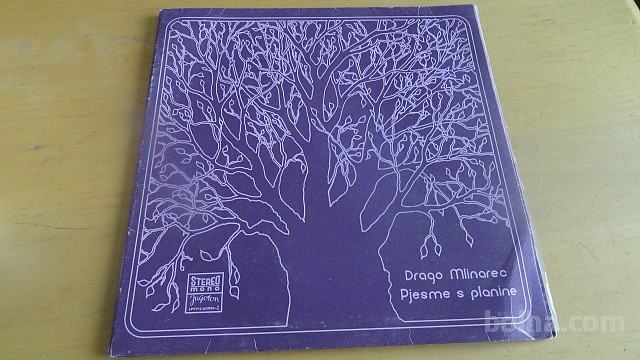 Drago Mlinarec
Pjesme s planine
STEREO
mono
Jugoton
bolha.com